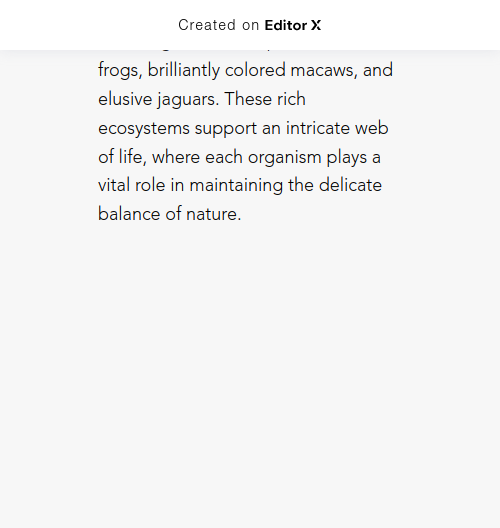 Created on Editor X
frogs, brilliantly colored macaws, and
elusive jaguars. These rich
ecosystems support an intricate web
of life, where each organism plays a
vital role in maintaining the delicate
balance of nature.